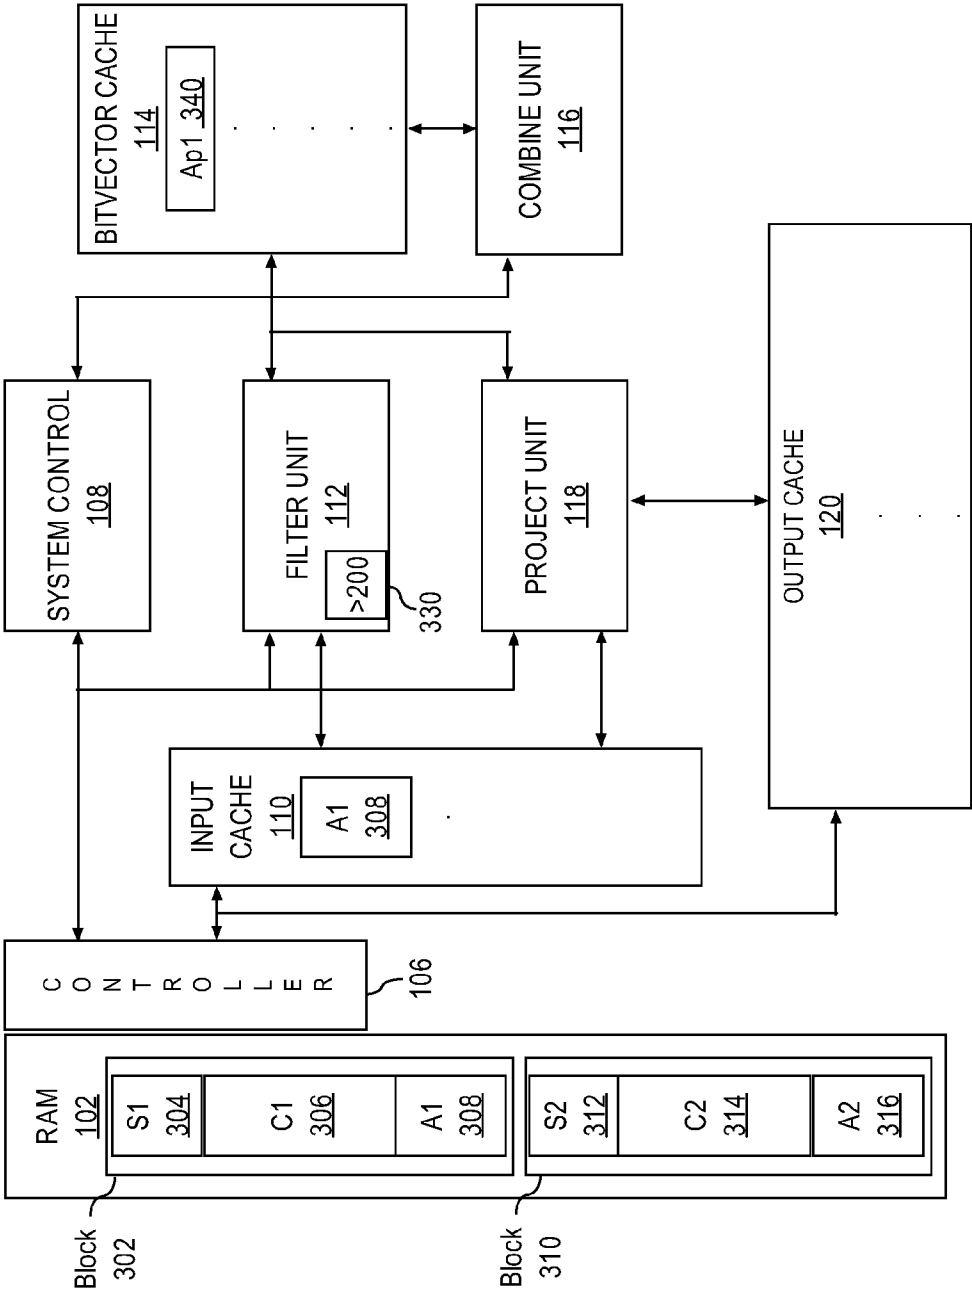 RAM
102
Block
302
S1
304
C1
306
A1
308
Block
310
S2
312
C2
314
A2
316
CONTROLLER
106
INPUT
CACHE
110
A1
308
SYSTEM CONTROL
108
FILTER UNIT
112
>200
330
PROJECT UNIT
118
OUTPUT CACHE
120
BITVECTOR CACHE
114
Ap1 340
COMBINE UNIT
116